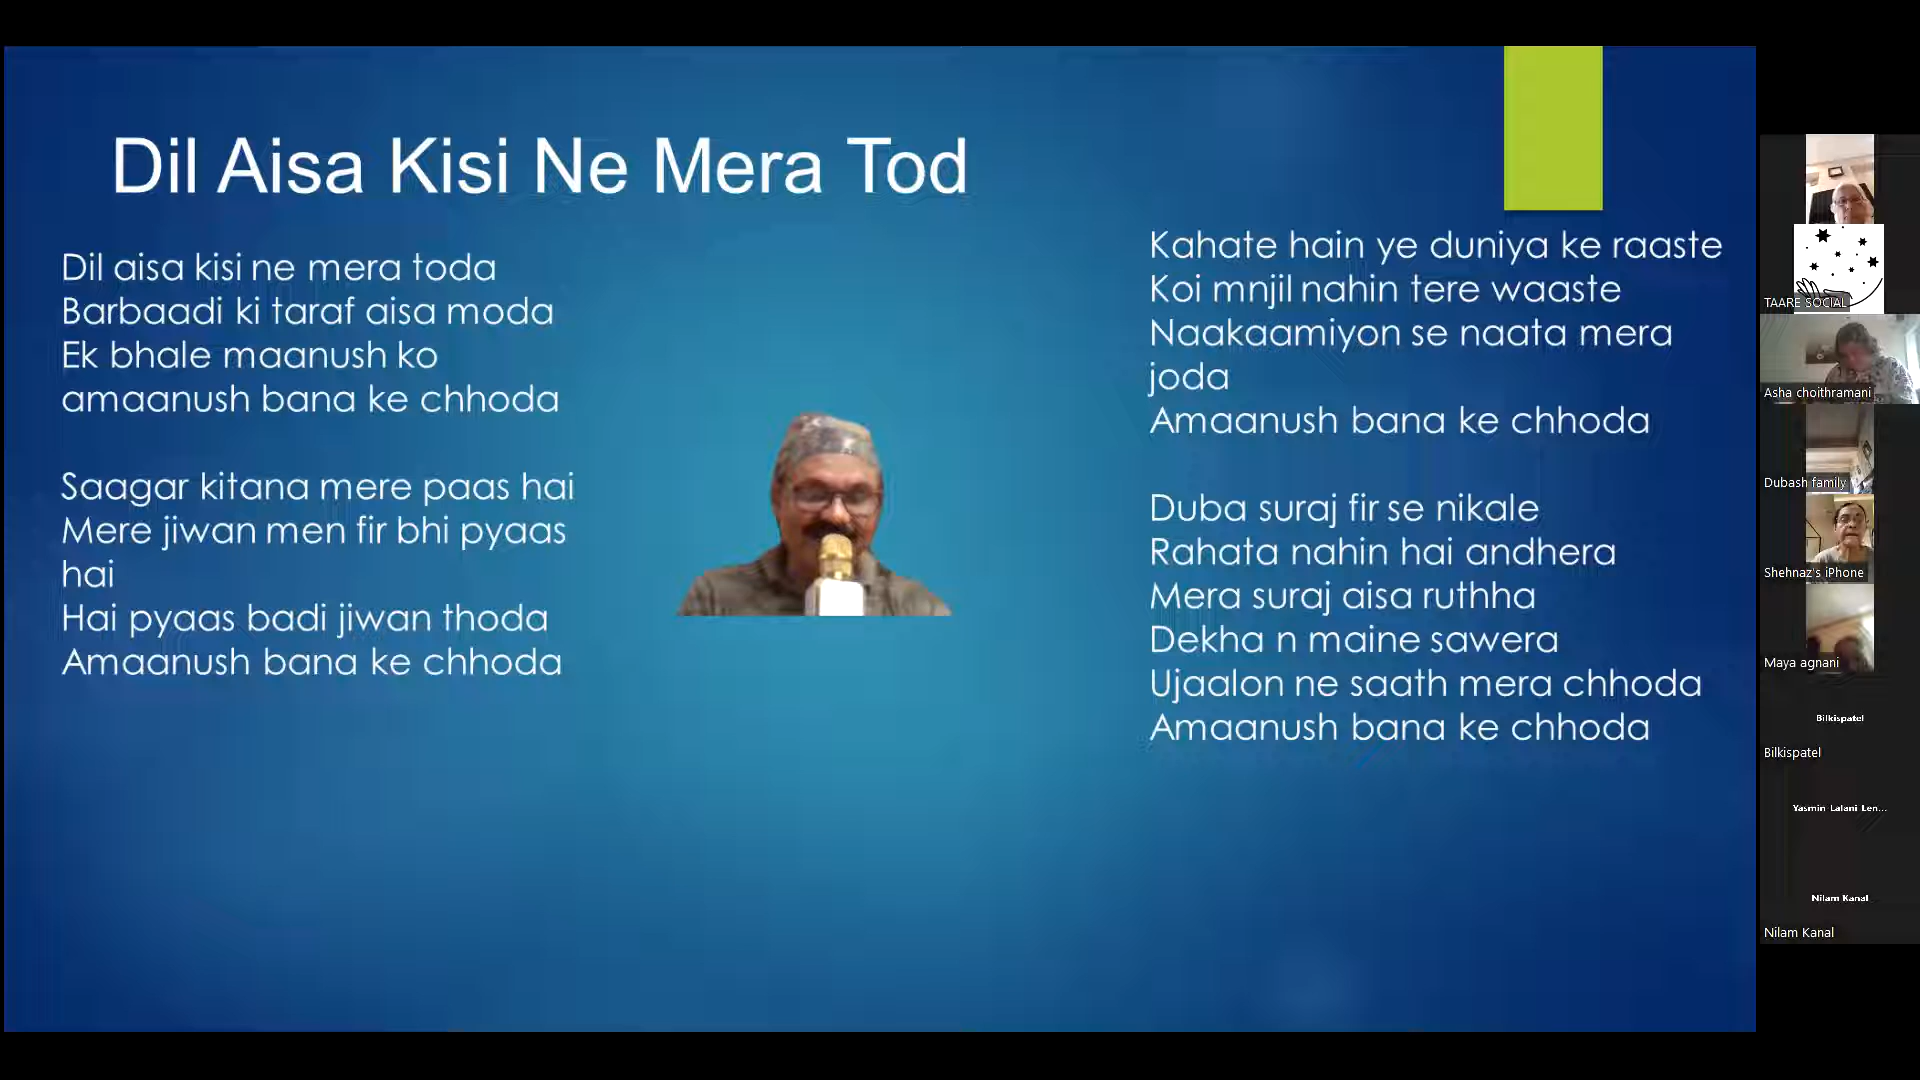 Dil Aisa Kisi Ne Mera Tod
Dil aisa kisi ne mera toda
Barbaadi ki taraf aisa moda
Ek bhale maanush ko
amaanush bana ke chhoda
Saagar kitana mere paas hai
Mere jiwan men fir bhi pyaas
hai
Hai pyaas badi jiwan thoda
Amaanush bana ke chhoda
Kahate hain ye duniya ke raaste
Koi mnjil nahin tere waaste
Naakaamiyon se naata mera
joda
Amaanush bana ke chhoda
Duba suraj fir se nikale
Rahata nahin hai andhera
Mera suraj aisa ruthha
Dekha n maine sawera
Ujaalon ne saath mera chhoda
Amaanush bana ke chhoda
TAARE SOCIAL
Asha choithramani
Dubash family
Shehnaz's iPhone
Maya agnani
Bilkispatel
Bilkispatel
Yasmin Lalani Len...
Nilam Kanal
Nilam Kanal